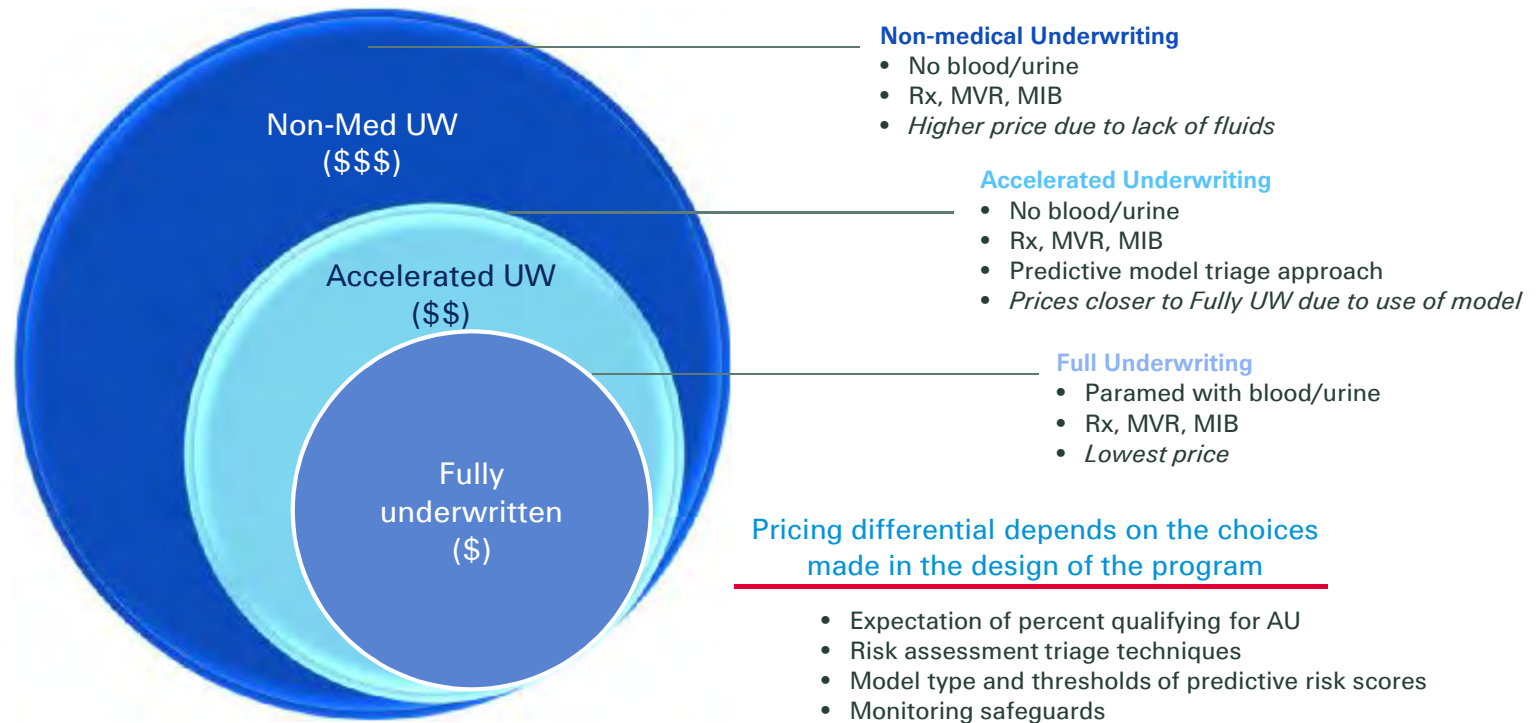 Non-Med UW
($$$)
Accelerated UW
($$)
Fully
underwritten
($)
Non-medical Underwriting
• No blood/urine
• Rx, MVR, MIB
• Higher price due to lack of fluids
Accelerated Underwriting
• No blood/urine
• Rx, MVR, MIB
• Predictive model triage approach
• Prices closer to Fully UW due to use of model
Full Underwriting
• Paramed with blood/urine
• Rx, MVR, MIB
• Lowest price
Pricing differential depends on the choices
made in the design of the program
• Expectation of percent qualifying for AU
• Risk assessment triage techniques
• Model type and thresholds of predictive risk scores
• Monitoring safeguards